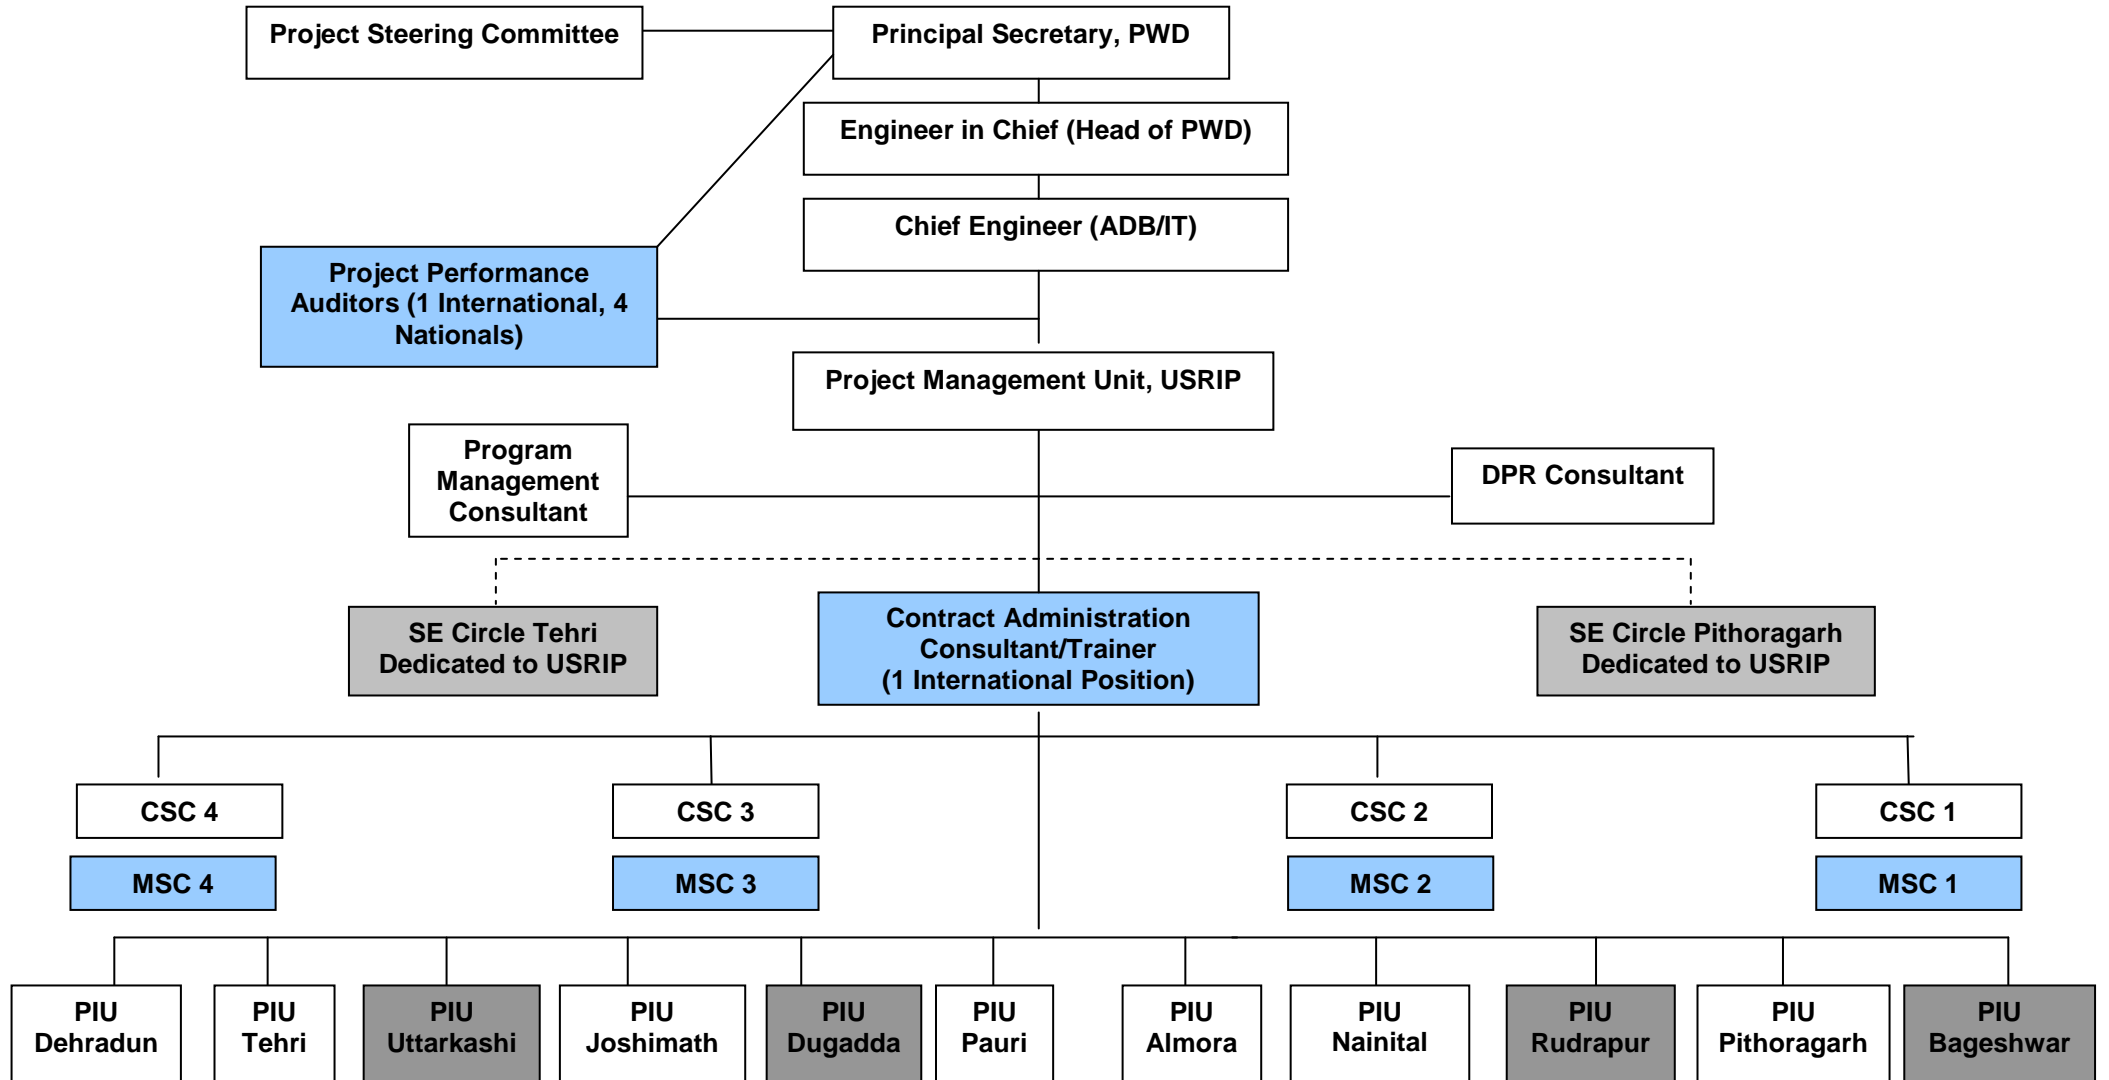 Project Steering Committee
Principal Secretary, PWD
Engineer in Chief (Head of PWD)
Chief Engineer (ADB/IT)
Project Performance
Auditors (1 International, 4
Nationals)
Project Management Unit, USRIP
Program
Management
Consultant
DPR Consultant
SE Circle Tehri
Dedicated to USRIP
Contract Administration
Consultant/Trainer
(1 International Position)
SE Circle Pithoragarh
Dedicated to USRIP
CSC 4
CSC 3
CSC 2
CSC 1
MSC 4
MSC 3
MSC 2
MSC 1
PIU
Dehradun
PIU
Tehri
PIU
Uttarkashi
PIU
Joshimath
PIU
Dugadda
PIU
Pauri
PIU
Almora
PIU
Nainital
PIU
Rudrapur
PIU
Pithoragarh
PIU
Bageshwar